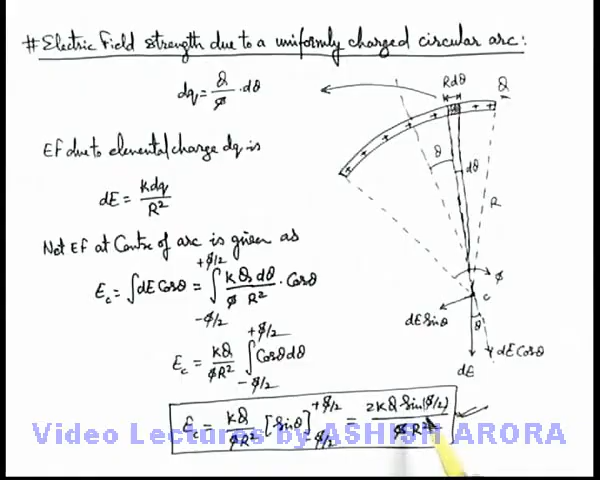 # Electric Field strength due to a uniformly charged circular arc:
dq = Q/φ · dθ
Rdθ
Q
EF due to elemental charge dq is
θ
dθ
dE = kdq/R²
R
Net EF at Centre of arc is given as
E_c = ∫dE Cosθ = ∫_{-φ/2}^{+φ/2} kQ dθ/φR² · Cosθ
φ
c
dE Sinθ
θ
dE Cosθ
dE
E_c = kQ/φR² ∫_{-φ/2}^{+φ/2} Cosθdθ
E_c = kQ/φR² [Sinθ]_{-φ/2}^{+φ/2} = 2kQ Sin(φ/2)/φR²
Video Lectures by ASHISH ARORA